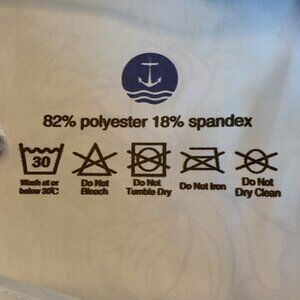 82% polyester 18% spandex
30
Wash at or
below 30°C
Do Not
Bleach
Do Not
Tumble Dry
Do Not Iron
Do Not
Dry Clean